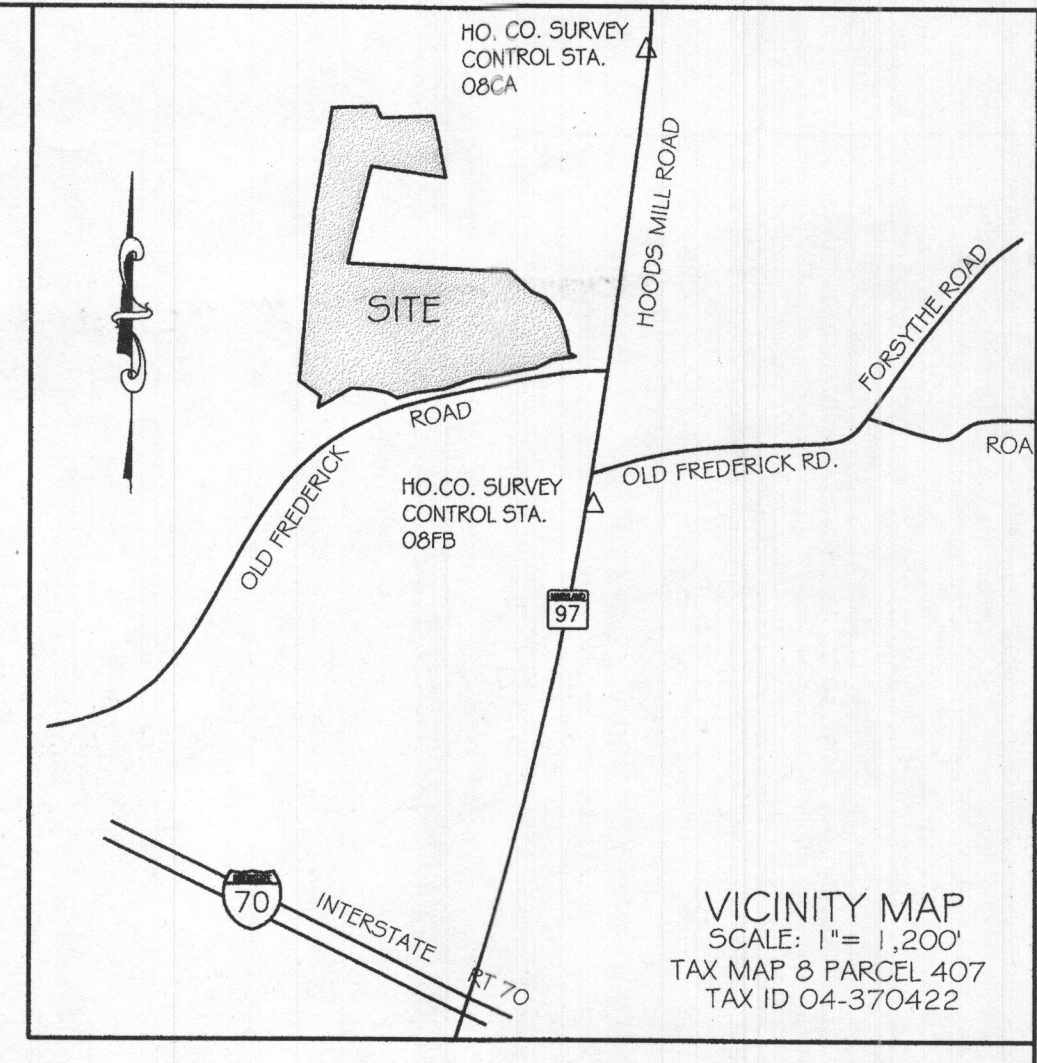 HO. CO. SURVEY
CONTROL STA.
08CA
HOODS MILL ROAD
SITE
FORSYTHE ROAD
ROAD
OLD FREDERICK
OLD FREDERICK RD.
ROA
HO.CO. SURVEY
CONTROL STA.
08FB
MARYLAND
97
70
INTERSTATE
RT 70
VICINITY MAP
SCALE: 1"= 1,200'
TAX MAP 8 PARCEL 407
TAX ID 04-370422